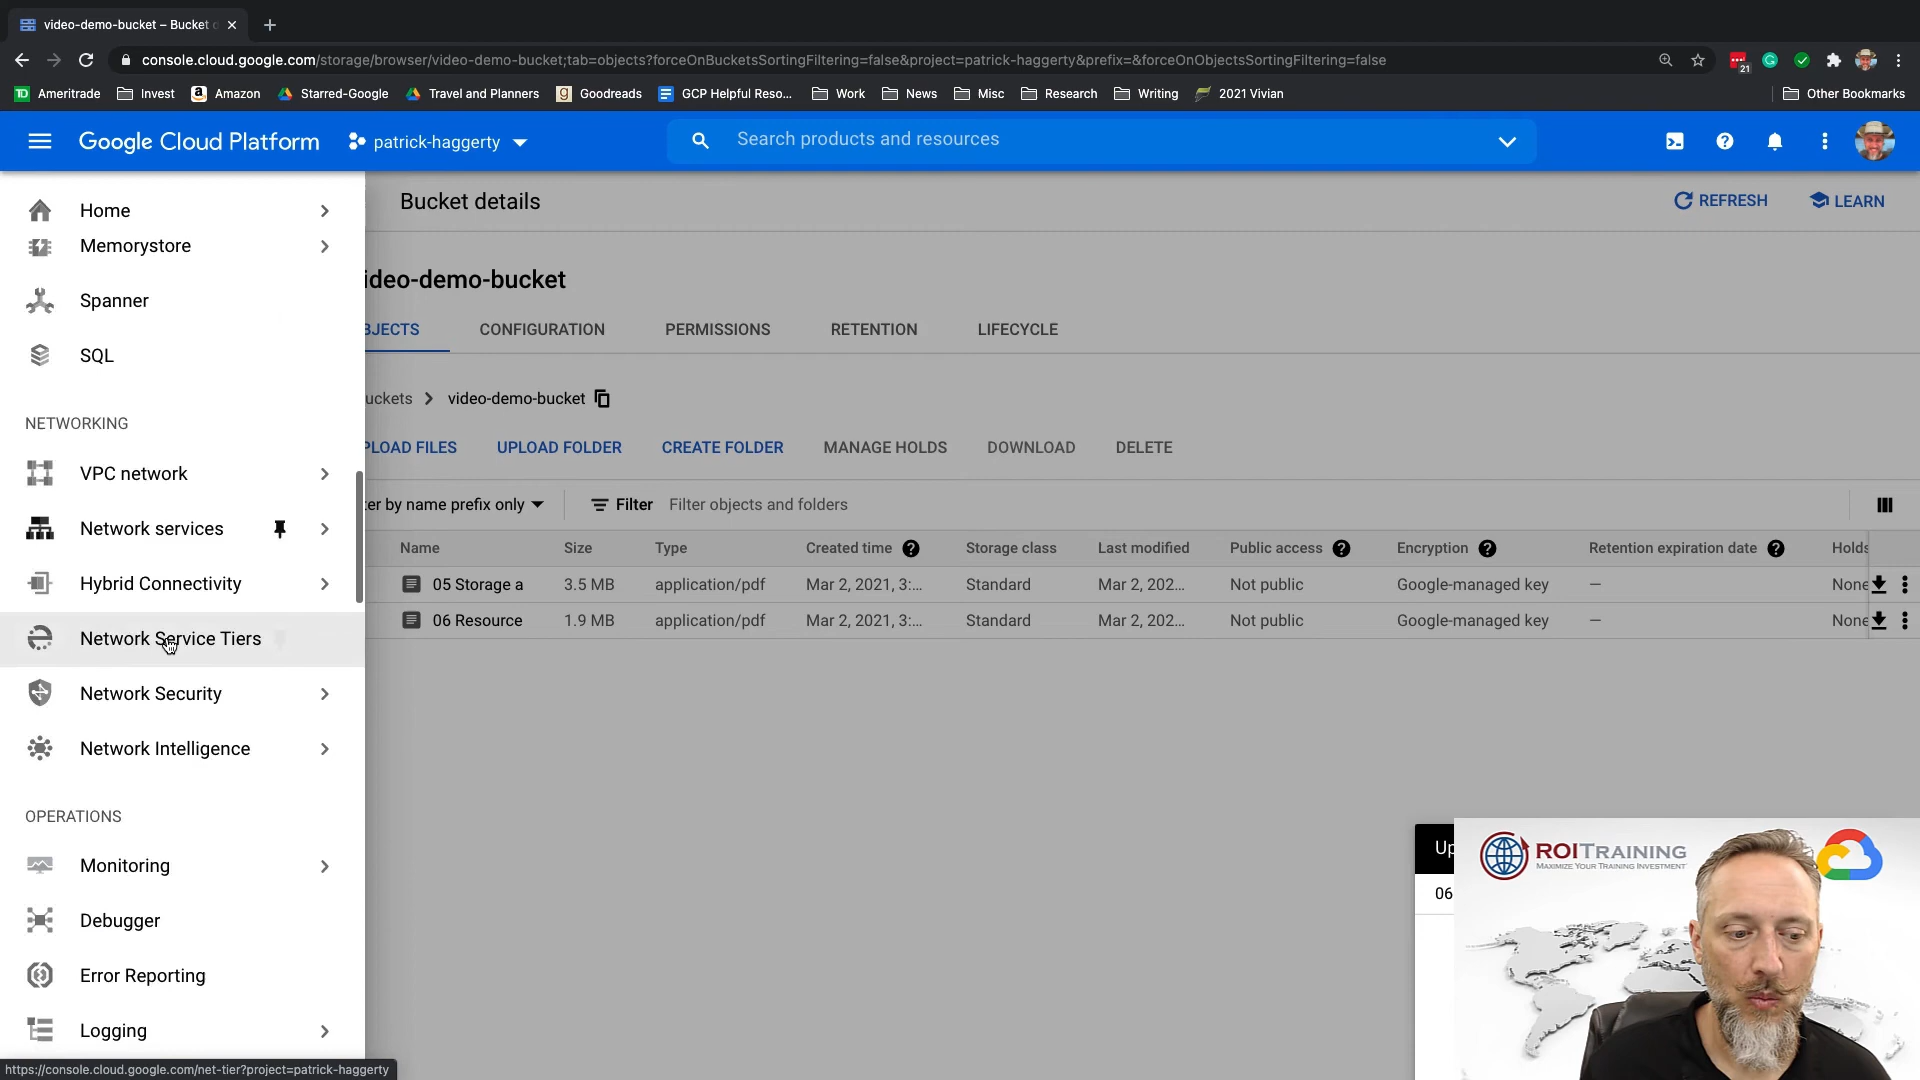 video-demo-bucket – Bucket d
console.cloud.google.com/storage/browser/video-demo-bucket;tab=objects?forceOnBucketsSortingFiltering=false&project=patrick-haggerty&prefix=&forceOnObjectsSortingFiltering=false
21
TD Ameritrade Invest Amazon Starred-Google Travel and Planners Goodreads GCP Helpful Reso... Work News Misc Research Writing 2021 Vivian Other Bookmarks
Google Cloud Platform patrick-haggerty Search products and resources
Home
Memorystore
Spanner
SQL
NETWORKING
VPC network
Network services
Hybrid Connectivity
Network Service Tiers
Network Security
Network Intelligence
OPERATIONS
Monitoring
Debugger
Error Reporting
Logging
https://console.cloud.google.com/net-tier?project=patrick-haggerty
Bucket details REFRESH LEARN
ideo-demo-bucket
BJECTS CONFIGURATION PERMISSIONS RETENTION LIFECYCLE
uckets video-demo-bucket
PLOAD FILES UPLOAD FOLDER CREATE FOLDER MANAGE HOLDS DOWNLOAD DELETE
ter by name prefix only Filter Filter objects and folders
Name Size Type Created time Storage class Last modified Public access Encryption Retention expiration date Holds
05 Storage a 3.5 MB application/pdf Mar 2, 2021, 3:... Standard Mar 2, 202... Not public Google-managed key — None
06 Resource 1.9 MB application/pdf Mar 2, 2021, 3:... Standard Mar 2, 202... Not public Google-managed key — None
Up
06
ROITRAINING
MAXIMIZE YOUR TRAINING INVESTMENT